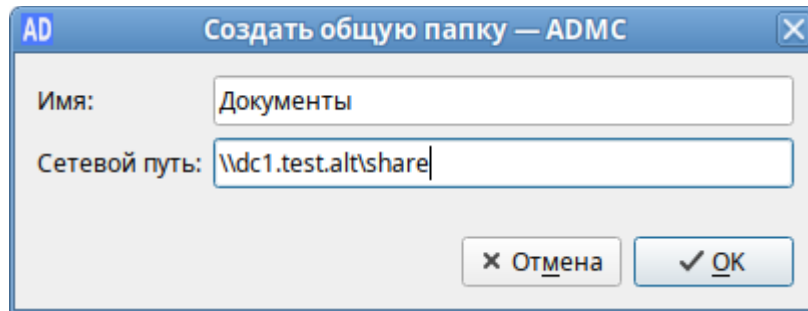 AD Создать общую папку — ADMC
Имя: Документы
Сетевой путь: \\dc1.test.alt\share
Отмена OK